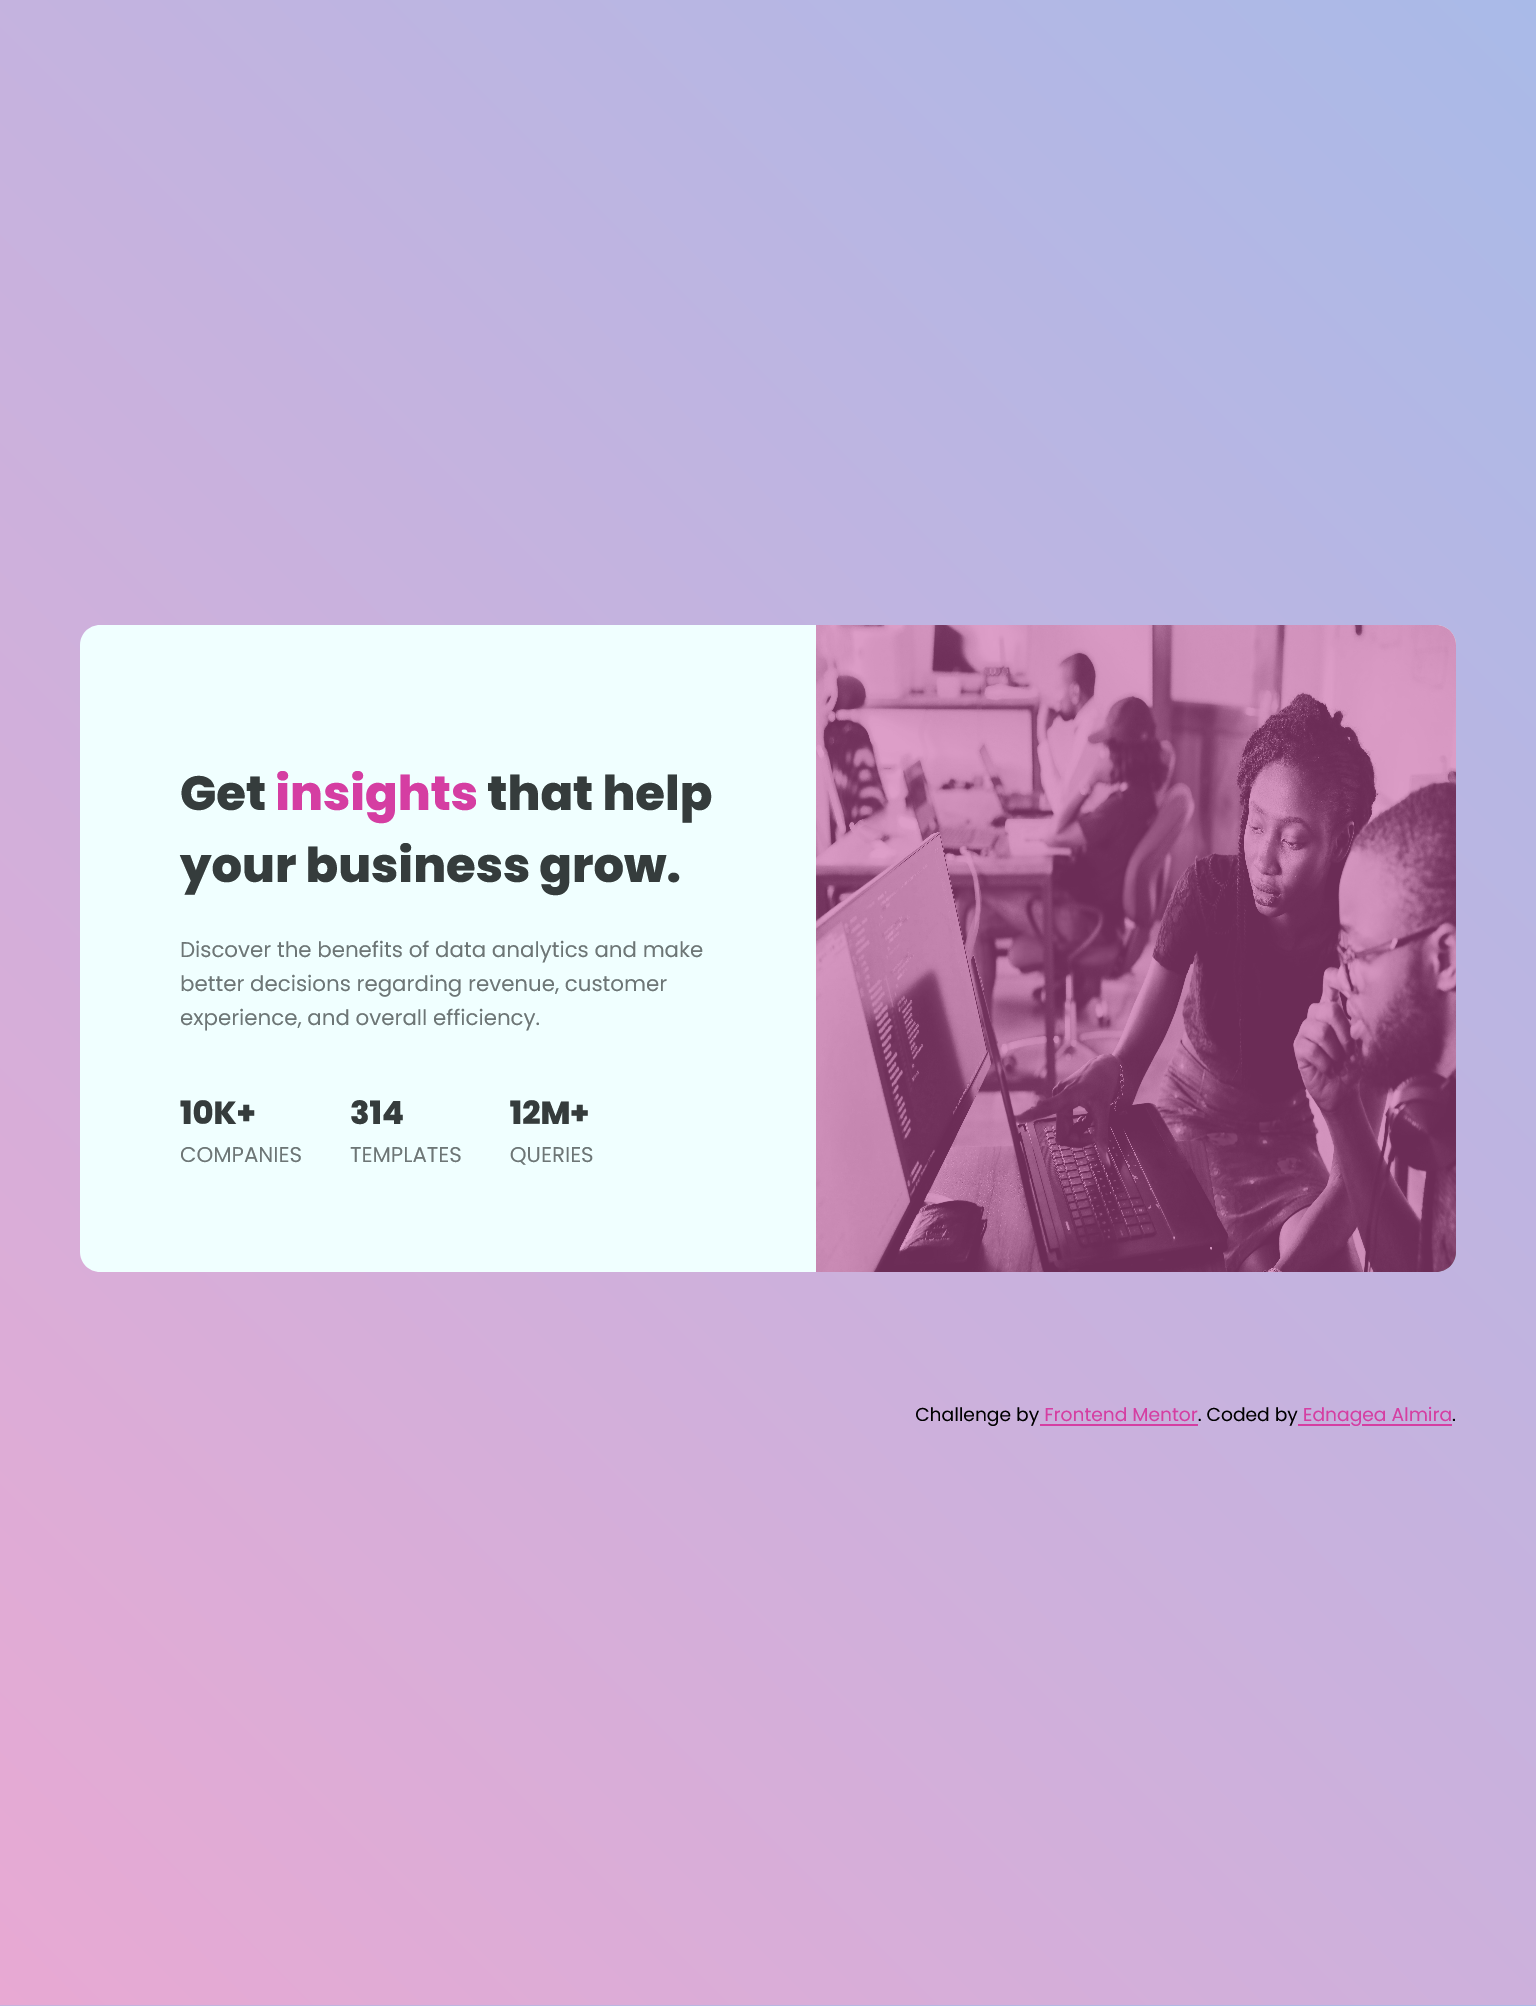 Get insights that help
your business grow.
Discover the benefits of data analytics and make
better decisions regarding revenue, customer
experience, and overall efficiency.
10K+ 314 12M+
COMPANIES TEMPLATES QUERIES
Challenge by Frontend Mentor. Coded by Ednagea Almira.